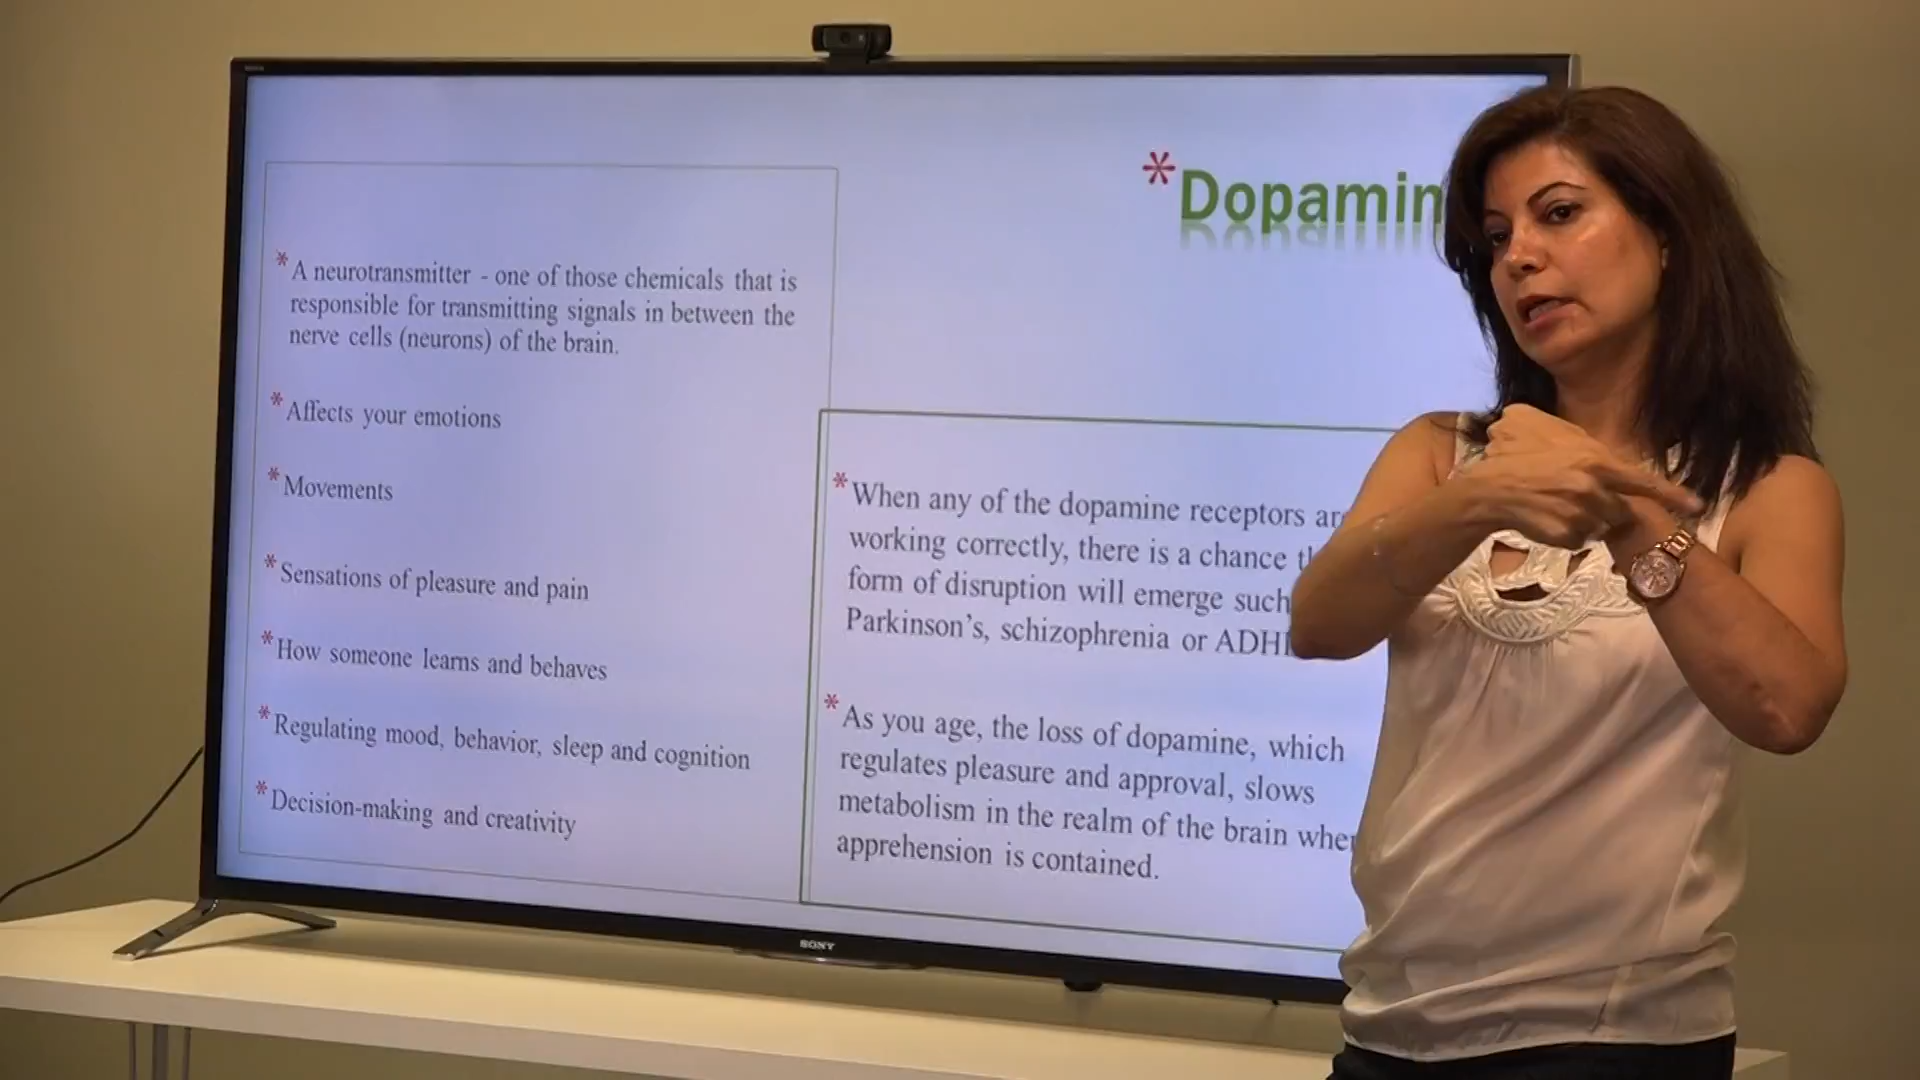 * A neurotransmitter - one of those chemicals that is
responsible for transmitting signals in between the
nerve cells (neurons) of the brain.
* Affects your emotions
* Movements
* Sensations of pleasure and pain
* How someone learns and behaves
* Regulating mood, behavior, sleep and cognition
* Decision-making and creativity
* Dopamin
* When any of the dopamine receptors ar
working correctly, there is a chance t
form of disruption will emerge such
Parkinson's, schizophrenia or ADH
* As you age, the loss of dopamine, which
regulates pleasure and approval, slows
metabolism in the realm of the brain whe
apprehension is contained.
SONY